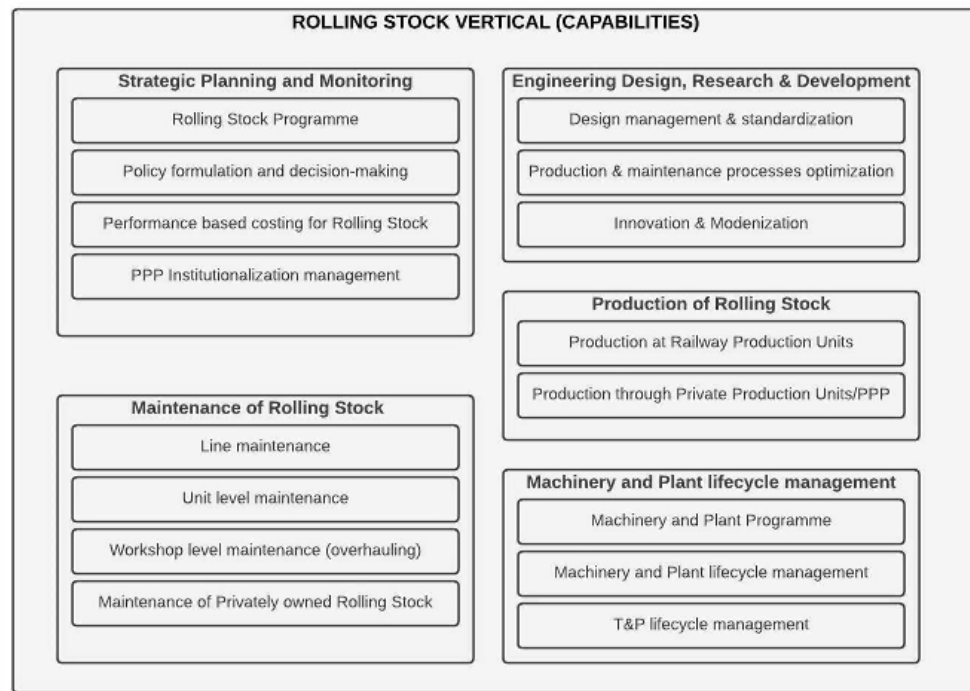 ROLLING STOCK VERTICAL (CAPABILITIES)
Strategic Planning and Monitoring
Rolling Stock Programme
Policy formulation and decision-making
Performance based costing for Rolling Stock
PPP Institutionalization management
Maintenance of Rolling Stock
Line maintenance
Unit level maintenance
Workshop level maintenance (overhauling)
Maintenance of Privately owned Rolling Stock
Engineering Design, Research & Development
Design management & standardization
Production & maintenance processes optimization
Innovation & Modenization
Production of Rolling Stock
Production at Railway Production Units
Production through Private Production Units/PPP
Machinery and Plant lifecycle management
Machinery and Plant Programme
Machinery and Plant lifecycle management
T&P lifecycle management